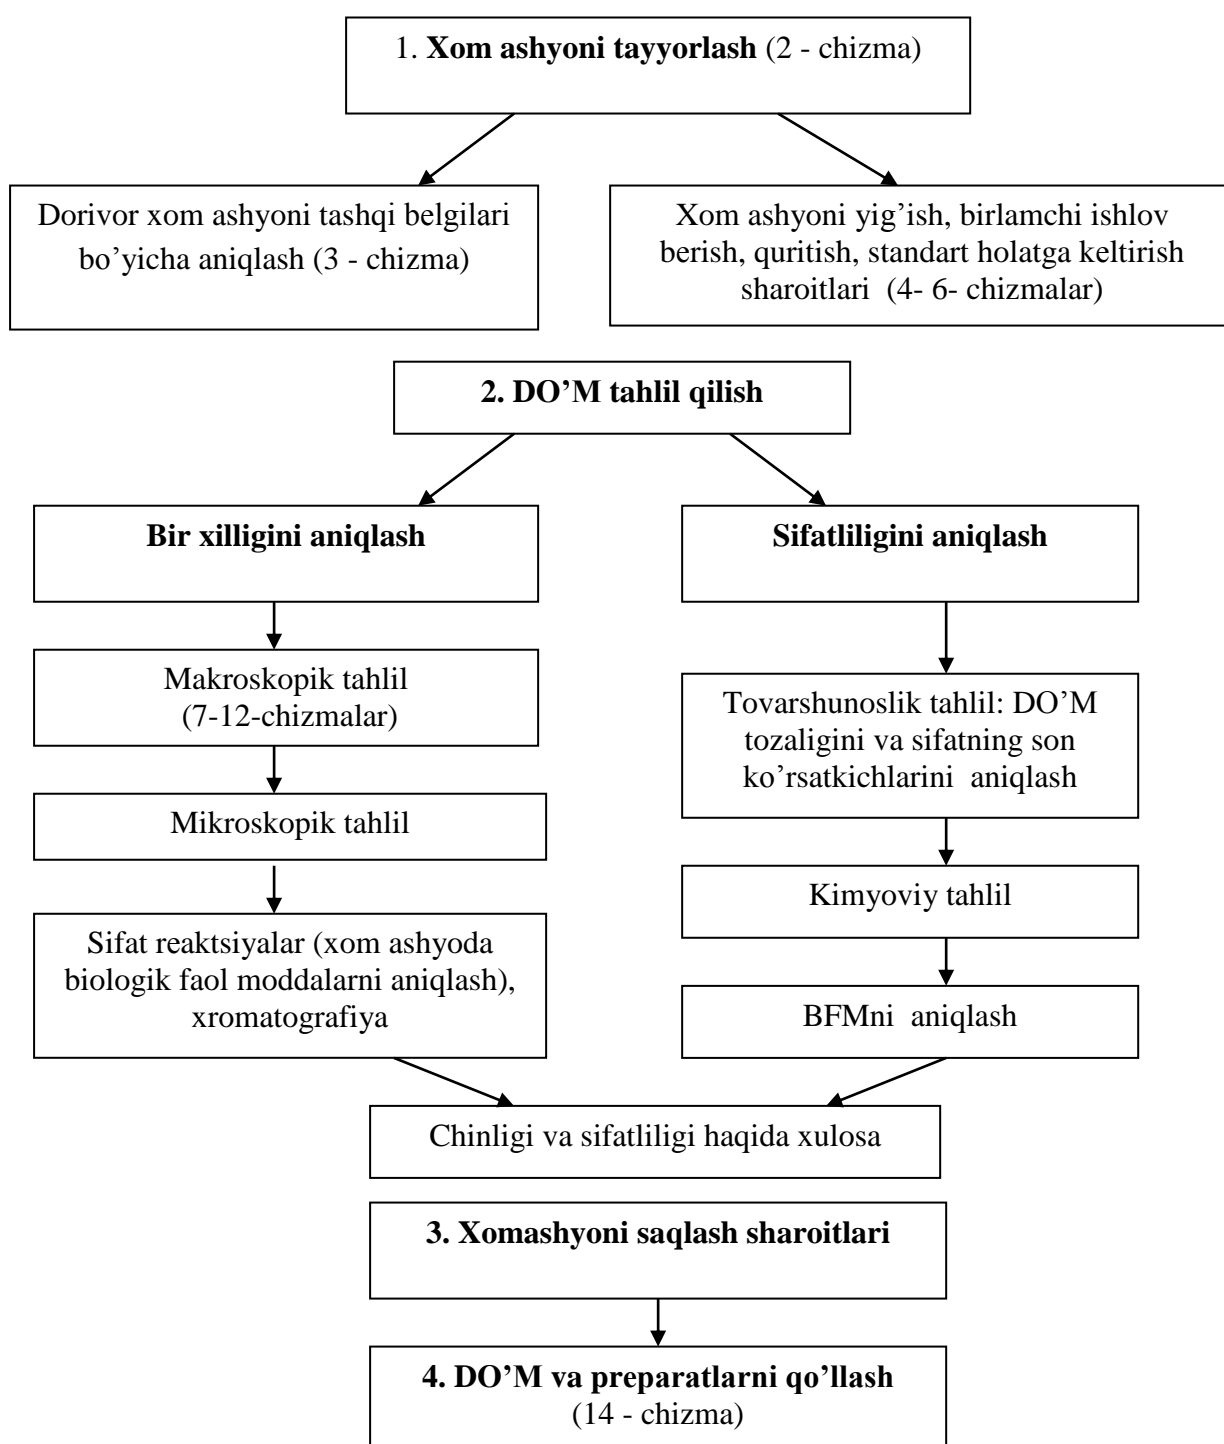 1. Xom ashyoni tayyorlash (2 - chizma)
Dorivor xom ashyoni tashqi belgilari
bo’yicha aniqlash (3 - chizma)
Xom ashyoni yig’ish, birlamchi ishlov
berish, quritish, standart holatga keltirish
sharoitlari (4- 6- chizmalar)
2. DO’M tahlil qilish
Bir xilligini aniqlash
Sifatliligini aniqlash
Makroskopik tahlil
(7-12-chizmalar)
Tovarshunoslik tahlil: DO’M
tozaligini va sifatning son
ko’rsatkichlarini aniqlash
Mikroskopik tahlil
Kimyoviy tahlil
Sifat reaktsiyalar (xom ashyoda
biologik faol moddalarni aniqlash),
xromatografiya
BFMni aniqlash
Chinligi va sifatliligi haqida xulosa
3. Xomashyoni saqlash sharoitlari
4. DO’M va preparatlarni qo’llash
(14 - chizma)